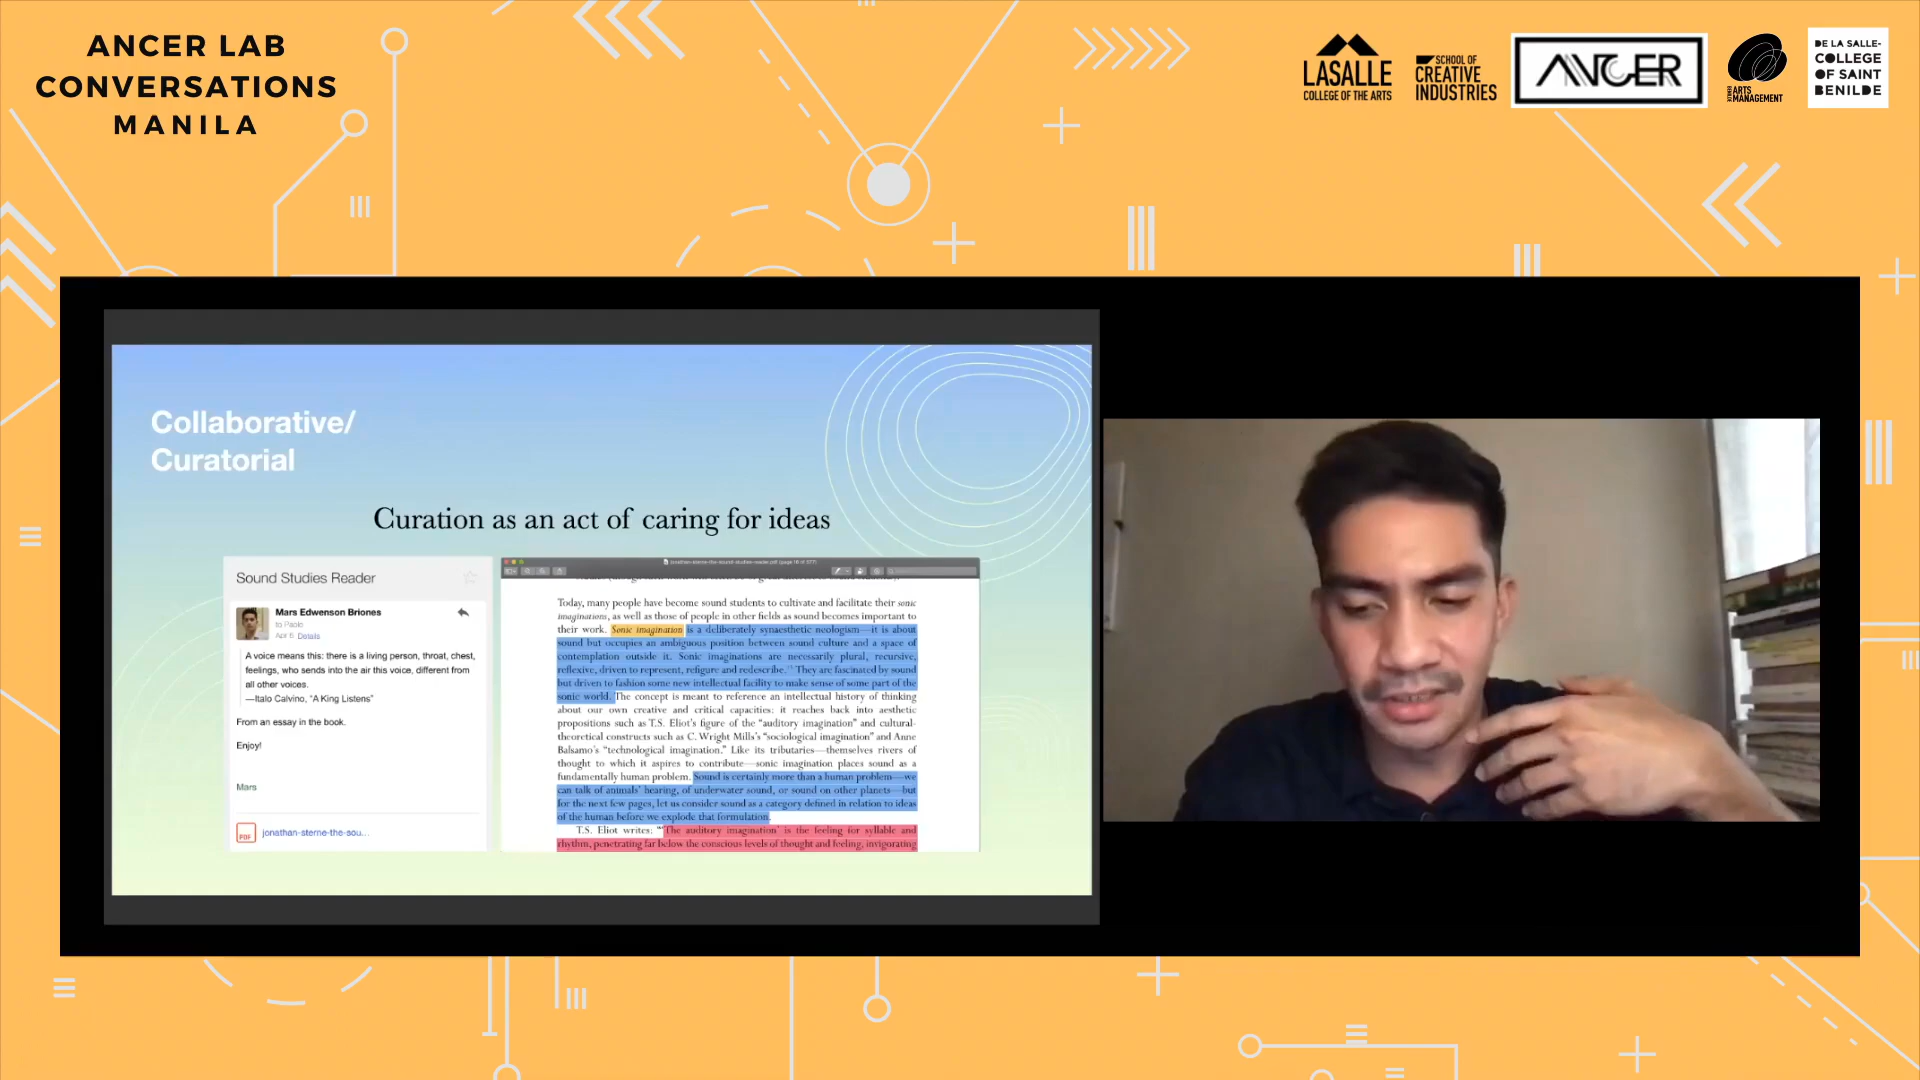 ANCER LAB
CONVERSATIONS
MANILA
LASALLE
COLLEGE OF THE ARTS
SCHOOL OF
CREATIVE
INDUSTRIES
ANCER
ARTS
MANAGEMENT
DE LA SALLE-
COLLEGE
OF SAINT
BENILDE
Collaborative/
Curatorial
Curation as an act of caring for ideas
Sound Studies Reader
Mars Edwenson Briones
to Paolo
Apr 6 Details
A voice means this: there is a living person, throat, chest,
feelings, who sends into the air this voice, different from
all other voices.
—Italo Calvino, “A King Listens”
From an essay in the book.
Enjoy!
Mars
PDF
jonathan-sterne-the-sou...
jonathan-sterne-the-sound-studies-reader.pdf
Today, many people have become sound students to cultivate and facilitate their sonic
imaginations, as well as those of people in other fields as sound becomes important to
their work. Sonic imagination is a deliberately synaesthetic neologism—it is about
sound but occupies an ambiguous position between sound culture and a space of
contemplation outside it. Sonic imaginations are necessarily plural, recursive,
reflexive, driven to represent, refigure and redescribe. They are fascinated by sound
but driven to fashion some new intellectual facility to make sense of some part of the
sonic world. The concept is meant to reference an intellectual history of thinking
about our own creative and critical capacities: it reaches back into aesthetic
propositions such as T.S. Eliot’s figure of the “auditory imagination” and cultural-
theoretical constructs such as C. Wright Mills’s “sociological imagination” and Anne
Balsamo’s “technological imagination.” Like its tributaries—themselves rivers of
thought to which it aspires to contribute—sonic imagination places sound as a
fundamentally human problem. Sound is certainly more than a human problem—we
can talk of animals’ hearing, of underwater sound, or sound on other planets—but
for the next few pages, let us consider sound as a category defined in relation to ideas
of the human before we explode that formulation.
T.S. Eliot writes: “‘The auditory imagination’ is the feeling for syllable and
rhythm, penetrating far below the conscious levels of thought and feeling, invigorating